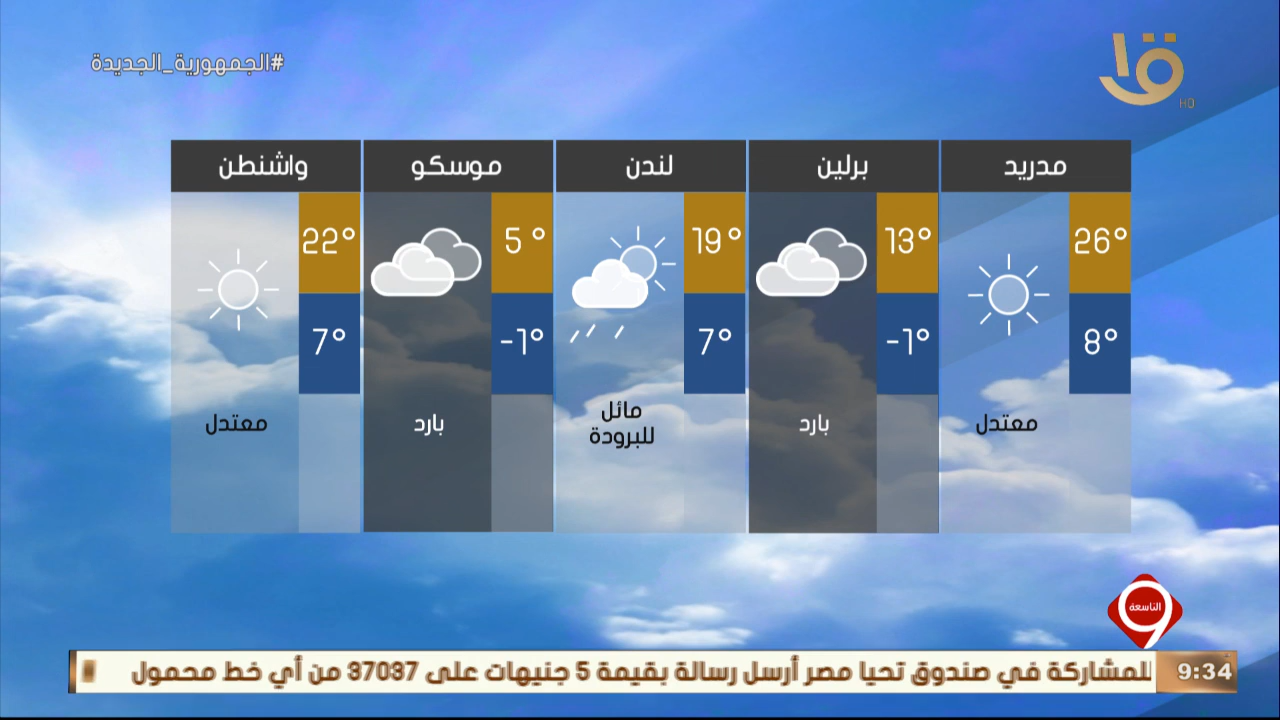 #الجمهورية_الجديدة
HD
مدريد
26°
8°
معتدل
برلين
13°
-1°
بارد
لندن
19°
7°
مائل
للبرودة
موسكو
5°
-1°
بارد
واشنطن
22°
7°
معتدل
التاسعة
9
للمشاركة في صندوق تحيا مصر أرسل رسالة بقيمة 5 جنيهات على 37037 من أي خط محمول
9:34